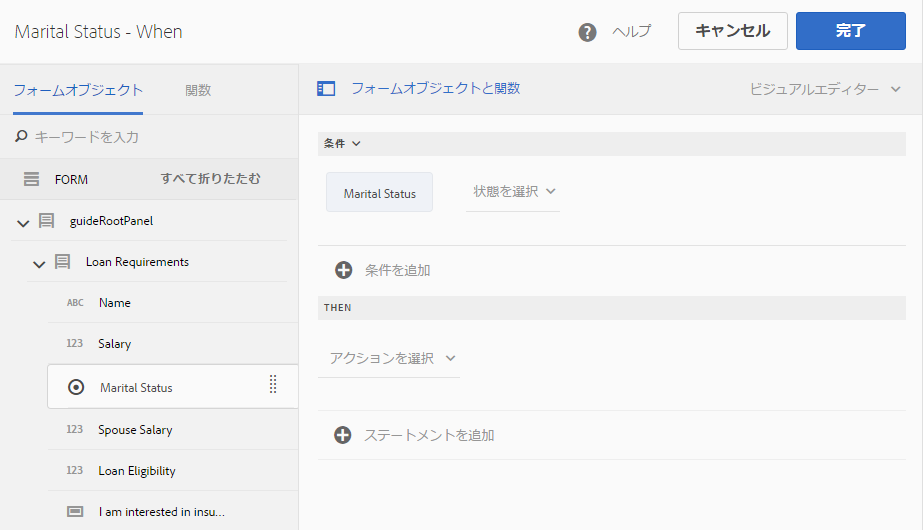 Marital Status - When
ヘルプ
キャンセル
完了
フォームオブジェクト
関数
キーワードを入力
FORM
すべて折りたたむ
guideRootPanel
Loan Requirements
ABC Name
123 Salary
Marital Status
123 Spouse Salary
123 Loan Eligibility
I am interested in insu...
フォームオブジェクトと関数
ビジュアルエディター
条件
Marital Status
状態を選択
条件を追加
THEN
アクションを選択
ステートメントを追加